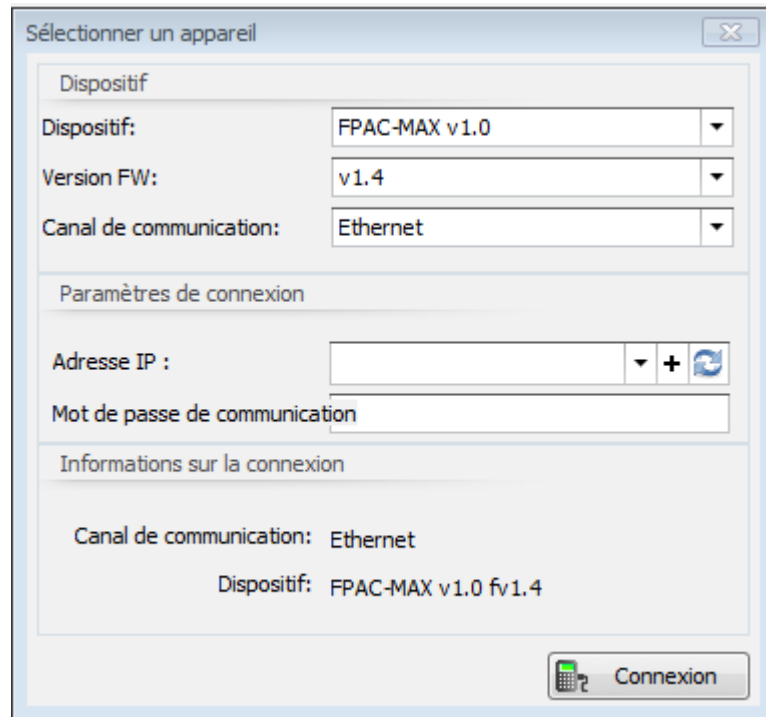 Sélectionner un appareil
Dispositif
Dispositif: FPAC-MAX v1.0
Version FW: v1.4
Canal de communication: Ethernet
Paramètres de connexion
Adresse IP :
Mot de passe de communication
Informations sur la connexion
Canal de communication: Ethernet
Dispositif: FPAC-MAX v1.0 fv1.4
Connexion